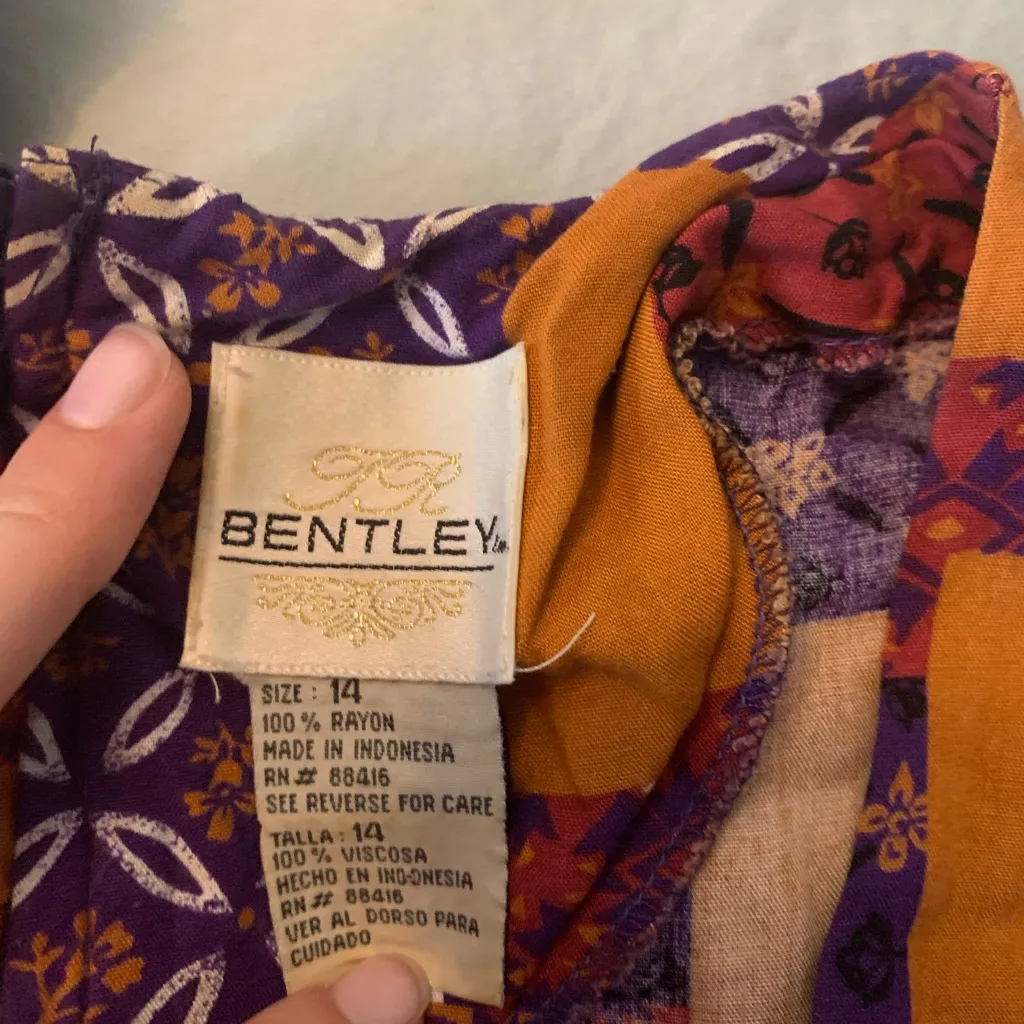 BENTLEY
SIZE : 14
100 % RAYON
MADE IN INDONESIA
RN # 88416
SEE REVERSE FOR CARE
TALLA : 14
100 % VISCOSA
HECHO EN INDONESIA
RN # 88416
VER AL DORSO PARA
CUIDADO